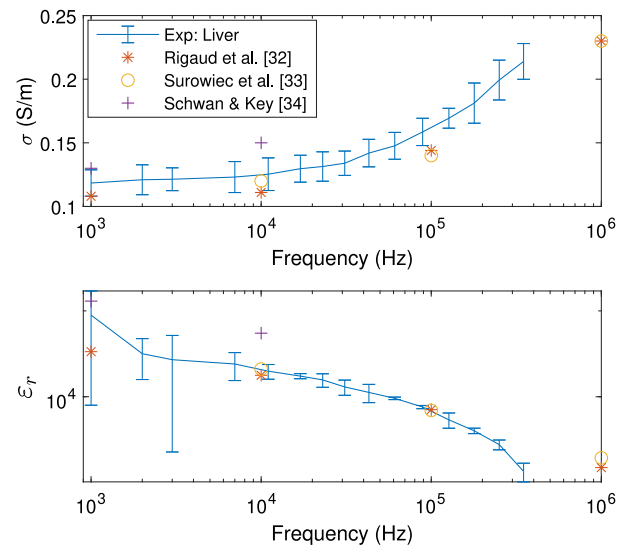 0.25
0.2
0.15
0.1
σ (S/m)
Exp: Liver
Rigaud et al. [32]
Surowiec et al. [33]
Schwan & Key [34]
10³ 10⁴ 10⁵ 10⁶
Frequency (Hz)
10⁴
εᵣ
10³ 10⁴ 10⁵ 10⁶
Frequency (Hz)